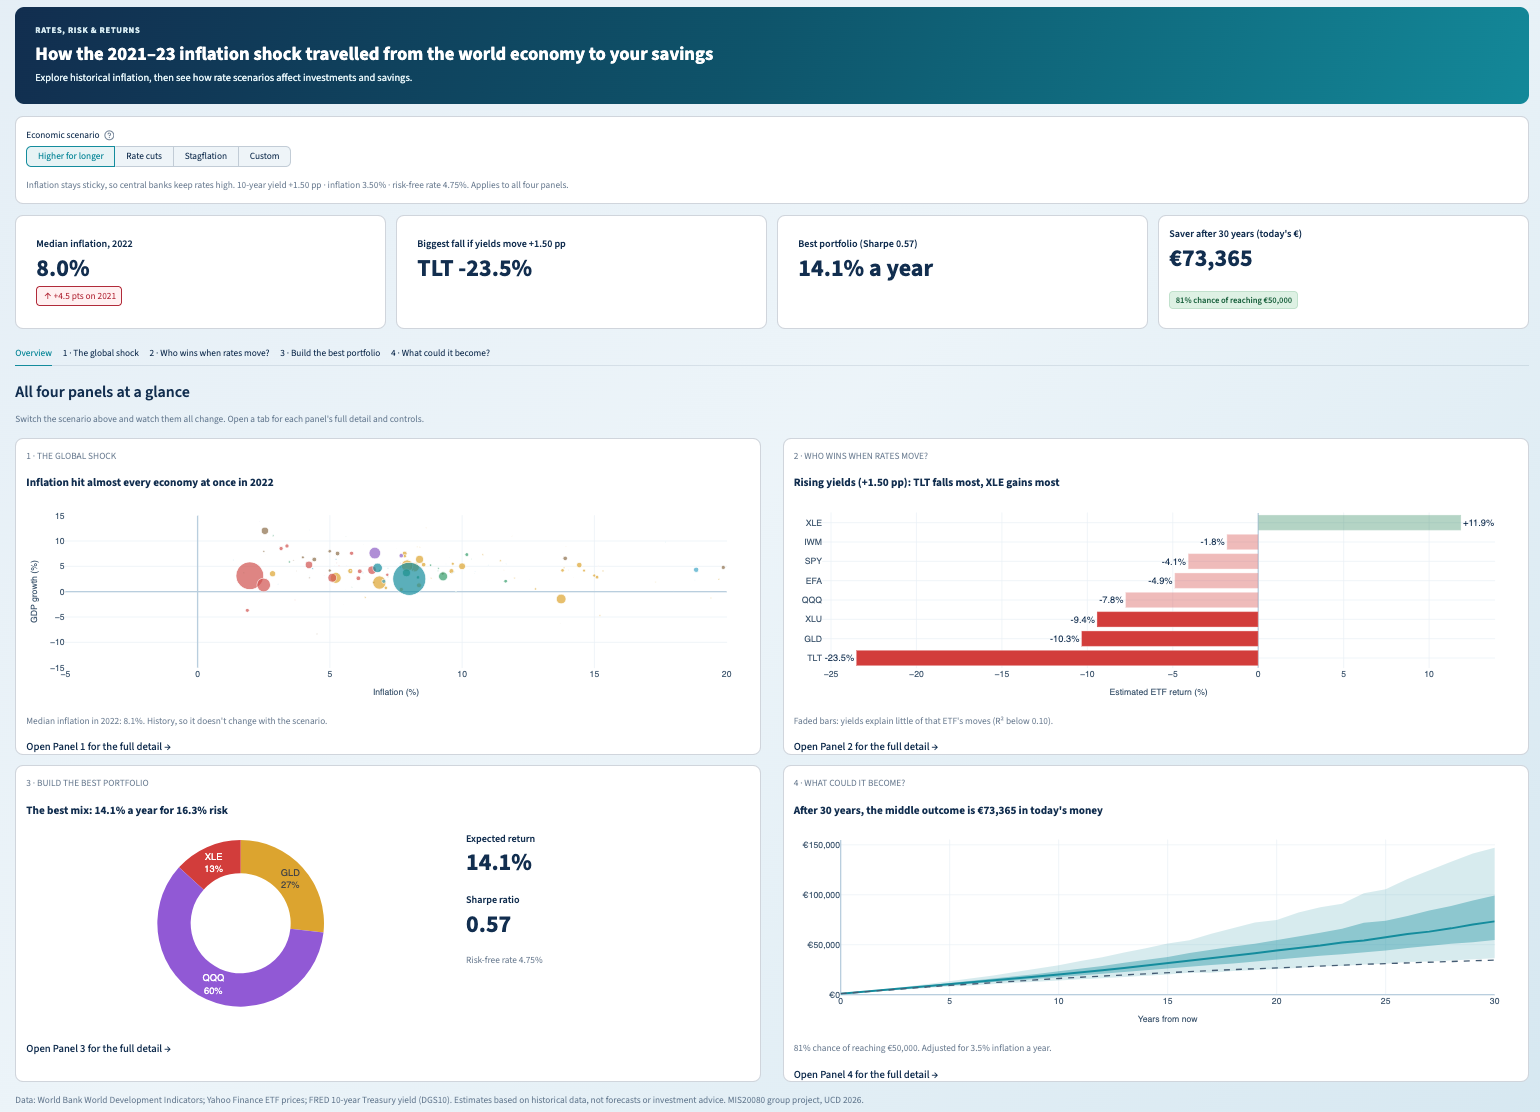 RATES, RISK & RETURNS
How the 2021–23 inflation shock travelled from the world economy to your savings
Explore historical inflation, then see how rate scenarios affect investments and savings.
Economic scenario ?
Higher for longer
Rate cuts
Stagflation
Custom
Inflation stays sticky, so central banks keep rates high. 10-year yield +1.50 pp · inflation 3.50% · risk-free rate 4.75%. Applies to all four panels.
Median inflation, 2022
8.0%
↑ +4.5 pts on 2021
Biggest fall if yields move +1.50 pp
TLT -23.5%
Best portfolio (Sharpe 0.57)
14.1% a year
Saver after 30 years (today's €)
€73,365
81% chance of reaching €50,000
Overview
1 · The global shock
2 · Who wins when rates move?
3 · Build the best portfolio
4 · What could it become?
All four panels at a glance
Switch the scenario above and watch them all change. Open a tab for each panel's full detail and controls.
1 · THE GLOBAL SHOCK
Inflation hit almost every economy at once in 2022
GDP growth (%)
15
10
5
0
−5
−10
−15
−5
0
5
10
15
20
Inflation (%)
Median inflation in 2022: 8.1%. History, so it doesn't change with the scenario.
Open Panel 1 for the full detail →
2 · WHO WINS WHEN RATES MOVE?
Rising yields (+1.50 pp): TLT falls most, XLE gains most
XLE
+11.9%
IWM
-1.8%
SPY
-4.1%
EFA
-4.9%
QQQ
-7.8%
XLU
-9.4%
GLD
-10.3%
TLT
-23.5%
−25
−20
−15
−10
−5
0
5
10
Estimated ETF return (%)
Faded bars: yields explain little of that ETF's moves (R² below 0.10).
Open Panel 2 for the full detail →
3 · BUILD THE BEST PORTFOLIO
The best mix: 14.1% a year for 16.3% risk
XLE
13%
GLD
27%
QQQ
60%
Expected return
14.1%
Sharpe ratio
0.57
Risk-free rate 4.75%
Open Panel 3 for the full detail →
4 · WHAT COULD IT BECOME?
After 30 years, the middle outcome is €73,365 in today's money
€150,000
€100,000
€50,000
€0
0
5
10
15
20
25
30
Years from now
81% chance of reaching €50,000. Adjusted for 3.5% inflation a year.
Open Panel 4 for the full detail →
Data: World Bank World Development Indicators; Yahoo Finance ETF prices; FRED 10-year Treasury yield (DGS10). Estimates based on historical data, not forecasts or investment advice. MIS20080 group project, UCD 2026.